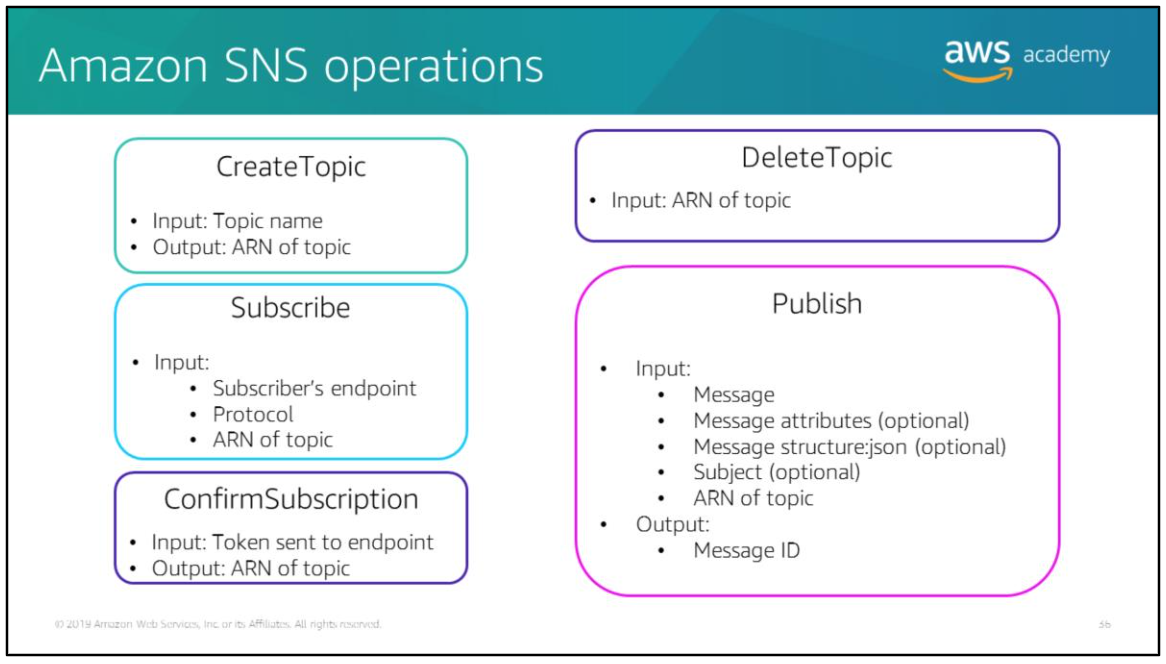 Amazon SNS operations
aws academy
CreateTopic
• Input: Topic name
• Output: ARN of topic
Subscribe
• Input:
• Subscriber's endpoint
• Protocol
• ARN of topic
ConfirmSubscription
• Input: Token sent to endpoint
• Output: ARN of topic
DeleteTopic
• Input: ARN of topic
Publish
• Input:
• Message
• Message attributes (optional)
• Message structure:json (optional)
• Subject (optional)
• ARN of topic
• Output:
• Message ID
© 2019 Amazon Web Services, Inc. or its Affiliates. All rights reserved.
36